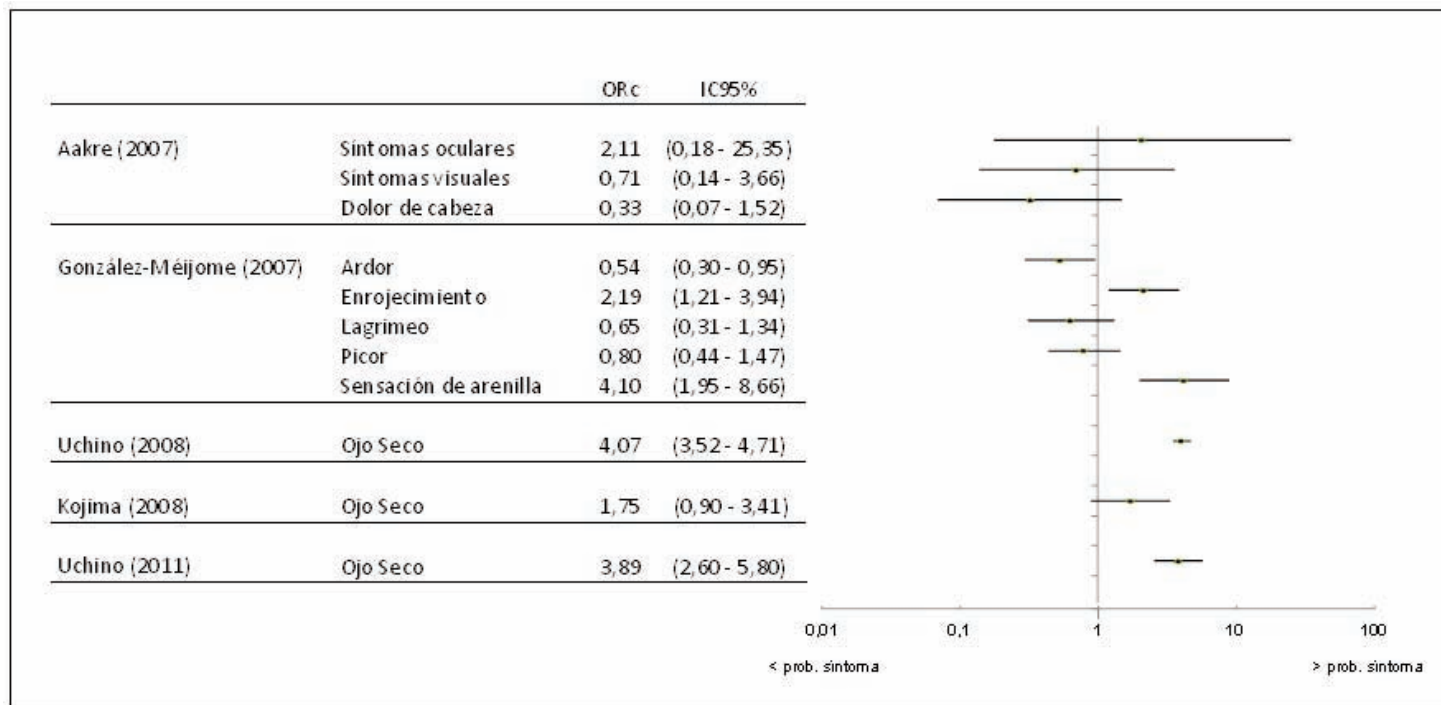 ORc IC95%
Aakre (2007) Síntomas oculares 2,11 (0,18 - 25,35)
Síntomas visuales 0,71 (0,14 - 3,66)
Dolor de cabeza 0,33 (0,07 - 1,52)
González-Méijome (2007) Ardor 0,54 (0,30 - 0,95)
Enrojecimiento 2,19 (1,21 - 3,94)
Lagrimeo 0,65 (0,31 - 1,34)
Picor 0,80 (0,44 - 1,47)
Sensación de arenilla 4,10 (1,95 - 8,66)
Uchino (2008) Ojo Seco 4,07 (3,52 - 4,71)
Kojima (2008) Ojo Seco 1,75 (0,90 - 3,41)
Uchino (2011) Ojo Seco 3,89 (2,60 - 5,80)
0,01 0,1 1 10 100
< prob. síntoma > prob. síntoma